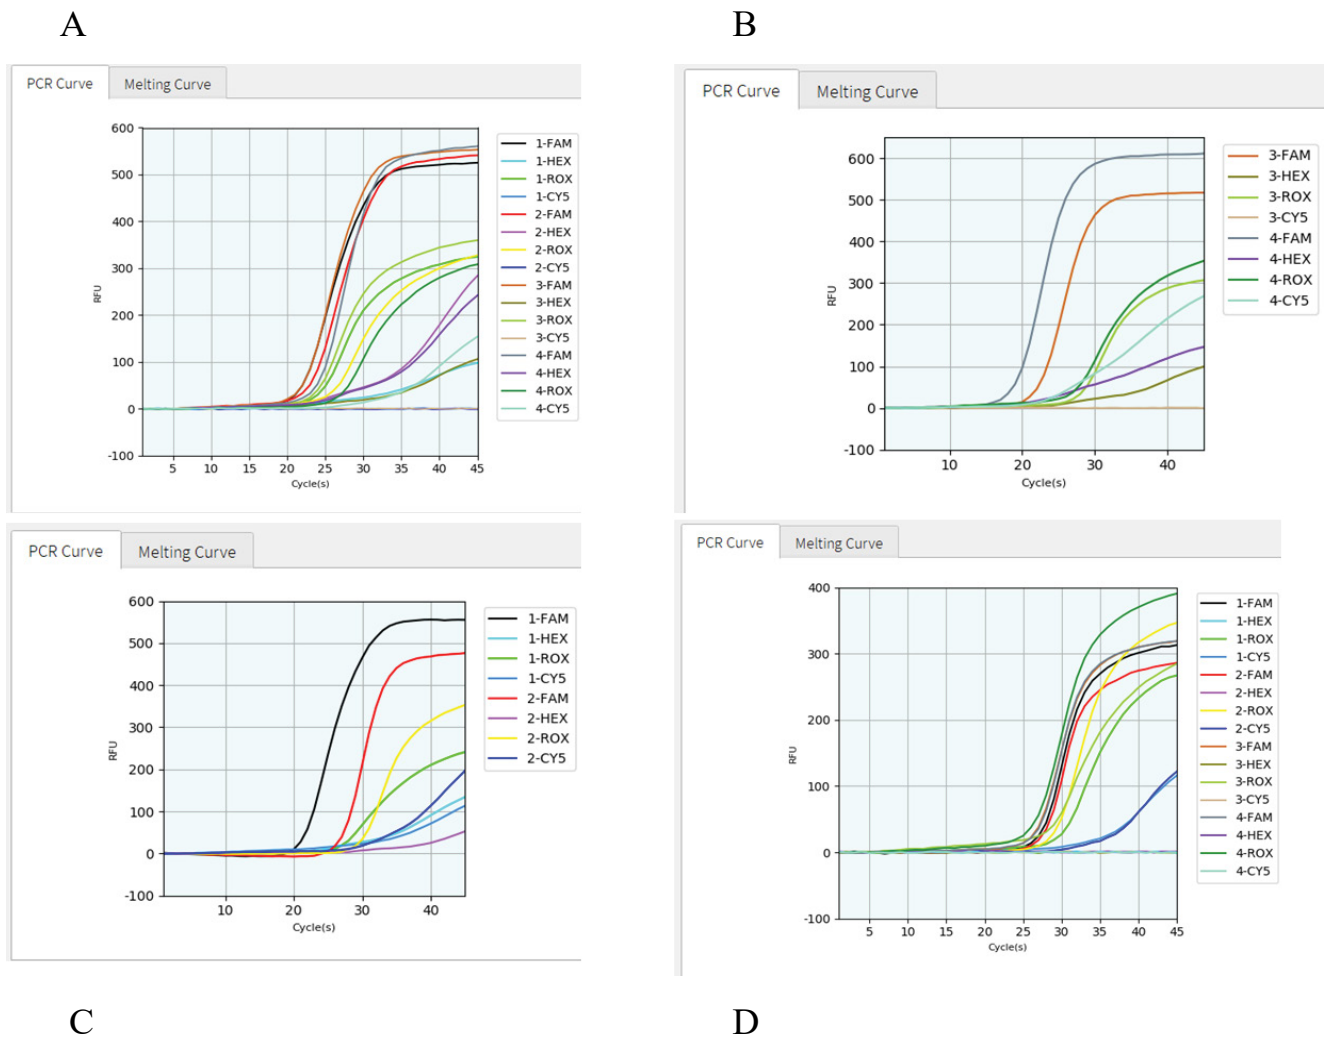 A
B
PCR Curve
Melting Curve
600
500
400
300
200
100
0
-100
5
10
15
20
25
30
35
40
45
RFU
Cycle(s)
1-FAM
1-HEX
1-ROX
1-CY5
2-FAM
2-HEX
2-ROX
2-CY5
3-FAM
3-HEX
3-ROX
3-CY5
4-FAM
4-HEX
4-ROX
4-CY5
PCR Curve
Melting Curve
600
500
400
300
200
100
0
-100
10
20
30
40
RFU
Cycle(s)
3-FAM
3-HEX
3-ROX
3-CY5
4-FAM
4-HEX
4-ROX
4-CY5
PCR Curve
Melting Curve
600
500
400
300
200
100
0
-100
10
20
30
40
RFU
Cycle(s)
1-FAM
1-HEX
1-ROX
1-CY5
2-FAM
2-HEX
2-ROX
2-CY5
PCR Curve
Melting Curve
400
300
200
100
0
-100
5
10
15
20
25
30
35
40
45
RFU
Cycle(s)
1-FAM
1-HEX
1-ROX
1-CY5
2-FAM
2-HEX
2-ROX
2-CY5
3-FAM
3-HEX
3-ROX
3-CY5
4-FAM
4-HEX
4-ROX
4-CY5
C
D